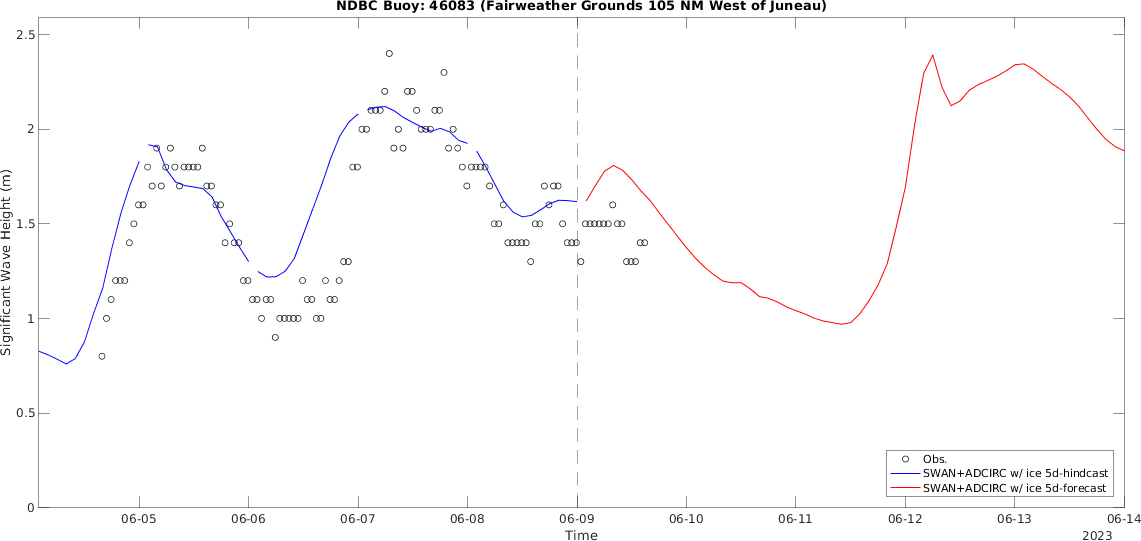 NDBC Buoy: 46083 (Fairweather Grounds 105 NM West of Juneau)
Significant Wave Height (m)
2.5
2
1.5
1
0.5
0
Obs.
SWAN+ADCIRC w/ ice 5d-hindcast
SWAN+ADCIRC w/ ice 5d-forecast
06-05 06-06 06-07 06-08 06-09 06-10 06-11 06-12 06-13 06-14
Time
2023